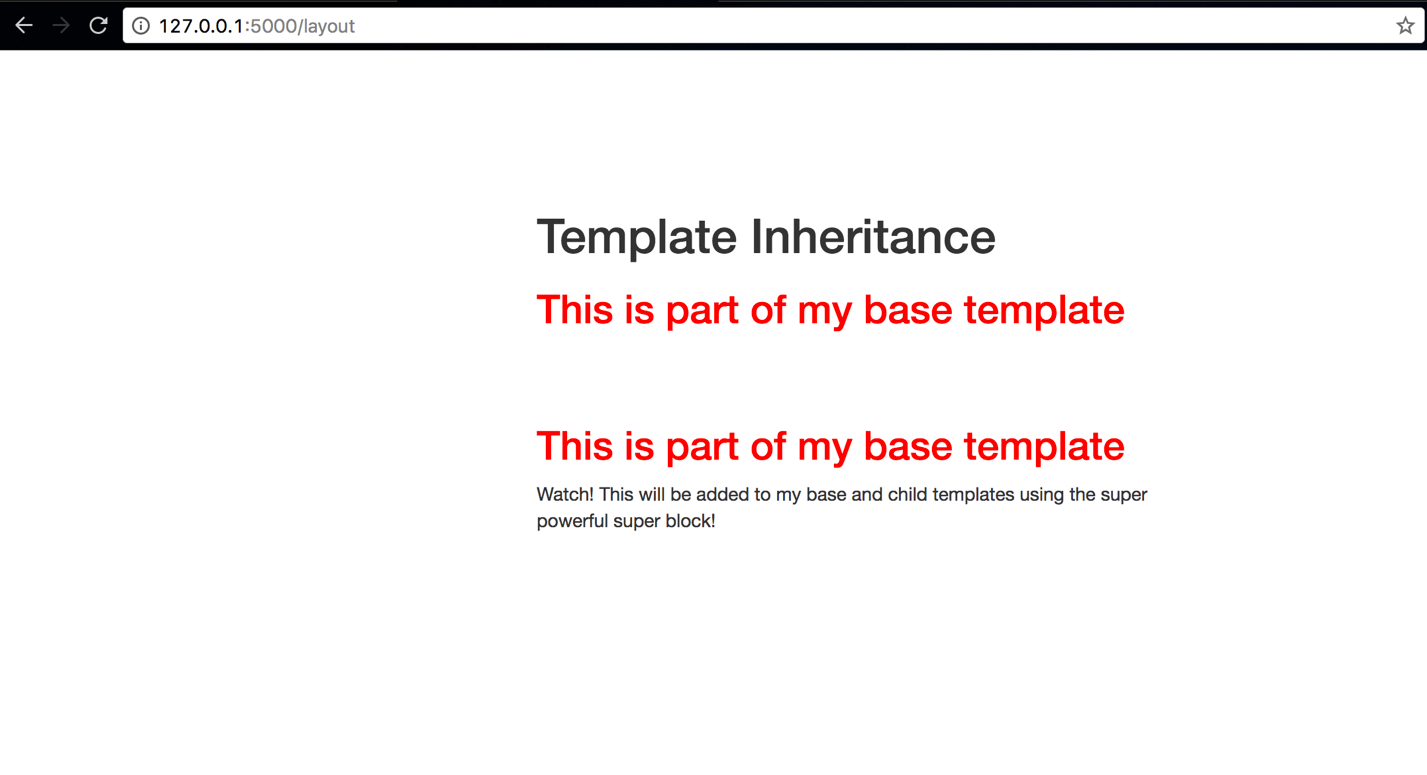 127.0.0.1:5000/layout
Template Inheritance
This is part of my base template
This is part of my base template
Watch! This will be added to my base and child templates using the super
powerful super block!